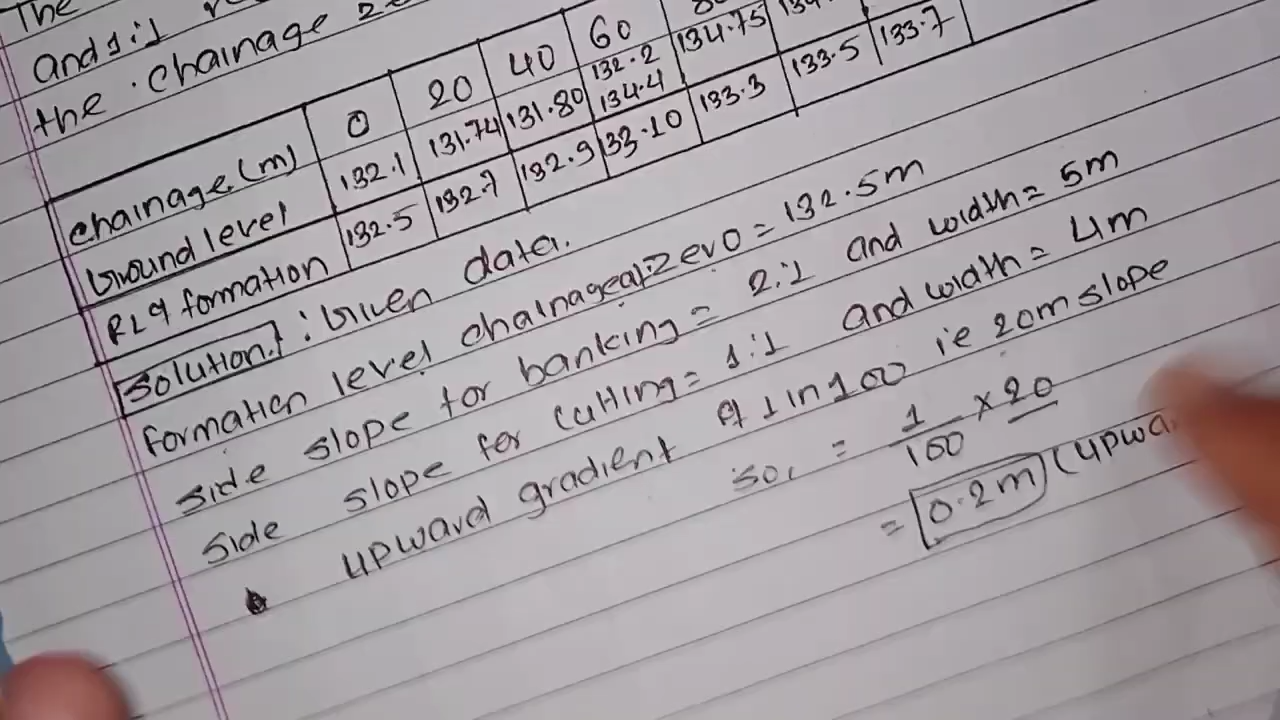 The
and 1:1
the . chainage
chainage (m) 0 20 40 60
Ground level 132.1 131.74 131.80 132.2 134.4 134.75
RL of formation 132.5 132.7 132.9 133.10 133.3 133.5 133.7
Solution : Given data.
formation level chainage at zero = 132.5m
side slope for banking = 2:1 and width = 5m
side slope for cutting = 1:1 and width = 4m
upward gradient of 1 in 100 ie 20m slope
so, = 1/100 × 20
= 0.2m (upwa